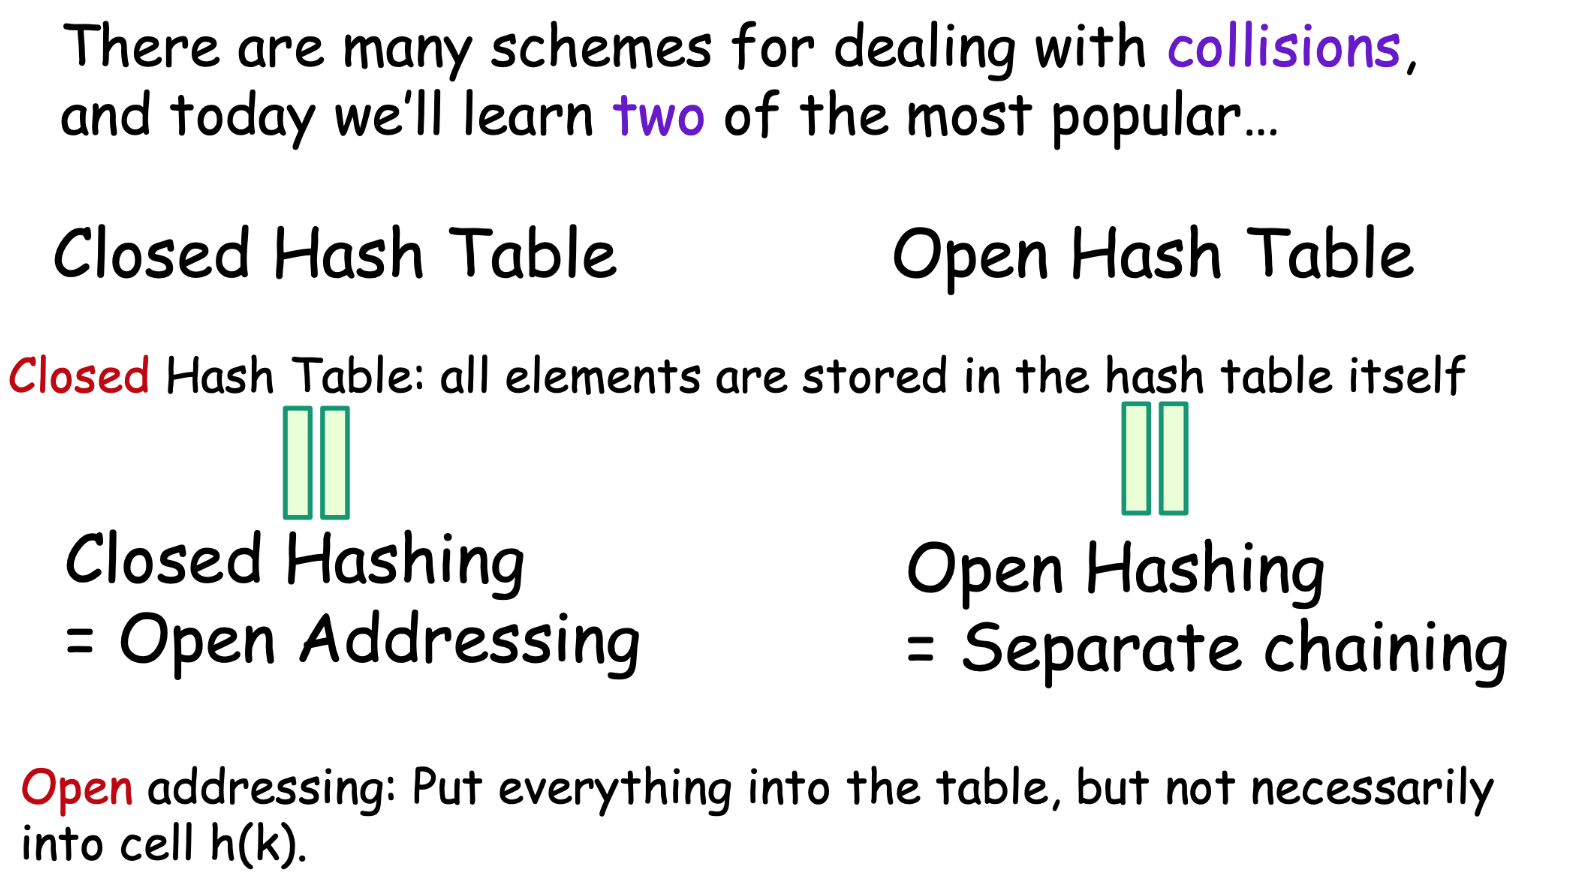 There are many schemes for dealing with collisions,
and today we’ll learn two of the most popular…
Closed Hash Table
Open Hash Table
Closed Hash Table: all elements are stored in the hash table itself
Closed Hashing
= Open Addressing
Open Hashing
= Separate chaining
Open addressing: Put everything into the table, but not necessarily
into cell h(k).